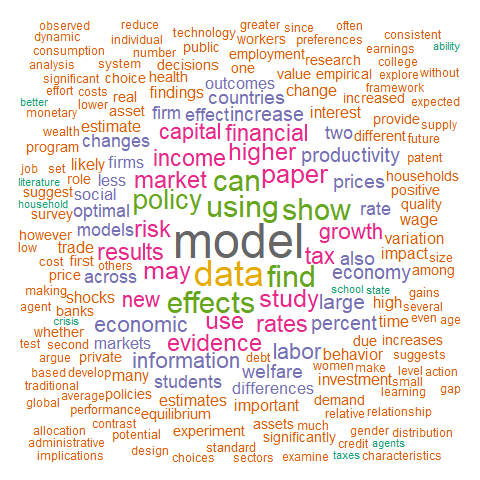 observed reduce greater since often
dynamic individual technology workers preferences consistent
consumption number public employment research earnings ability
analysis system decisions one college
significant choice health outcomes value empirical explore without
effort costs real findings countries change increased framework
better lower asset firm effect increase interest provide expected
monetary estimate capital financial two different supply
wealth changes future
program likely firms income higher productivity patent
job set role less market can paper prices households
literature suggest social positive
household survey optimal policy using show rate quality
however models risk growth wage
low trade results model tax also variation
cost first others impact size
price across may data find economy among
making shocks new effects study large high school state gains
agent banks several
crisis economic use rates percent time even age
whether evidence
test second markets labor due increases
argue private information debt behavior suggests
based develop many welfare women make level action
traditional students differences investment small
average policies learning gap
global performance estimates important demand relative relationship
contrast equilibrium
allocation potential experiment assets much gender distribution
administrative significantly credit agents
implications design standard
choices sectors examine taxes characteristics